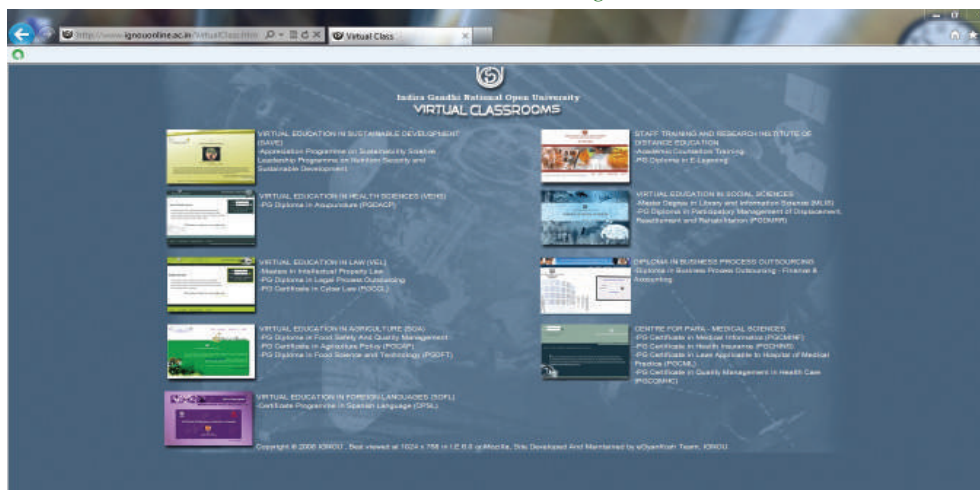 http://www.ignouonline.ac.in/VirtualClass.html
Virtual Class
Indira Gandhi National Open University
VIRTUAL CLASSROOMS
VIRTUAL EDUCATION IN SUSTAINABLE DEVELOPMENT
(SAVE)
-Appreciation Programme on Sustainability Science
Leadership Programme on Nutrition Security and
Sustainable Development
VIRTUAL EDUCATION IN HEALTH SCIENCES (VEHS)
-PG Diploma in Acupuncture (PGDACP)
VIRTUAL EDUCATION IN LAW (VEL)
-Masters in Intellectual Property Law
-PG Diploma in Legal Process Outsourcing
-PG Certificate in Cyber Law (PGCCL)
VIRTUAL EDUCATION IN AGRICULTURE (SOA)
-PG Diploma in Food Safety And Quality Management
-PG Certificate in Agriculture Policy (PGCAP)
-PG Diploma in Food Science and Technology (PGDFT)
VIRTUAL EDUCATION IN FOREIGN LANGUAGES (SOFL)
-Certificate Programme in Spanish Language (CPSL)
STAFF TRAINING AND RESEARCH INSTITUTE OF
DISTANCE EDUCATION
-Academic Counsellors Training
-PG Diploma in E-Learning
VIRTUAL EDUCATION IN SOCIAL SCIENCES
-Master Degree in Library and Information Science (MLIS)
-PG Diploma in Participatory Management of Displacement,
Resettlement and Rehabilitation (PGDMRR)
DIPLOMA IN BUSINESS PROCESS OUTSOURCING
-Diploma in Business Process Outsourcing - Finance &
Accounting
CENTRE FOR PARA - MEDICAL SCIENCES
-PG Certificate in Medical Informatics (PGCMINF)
-PG Certificate in Health Insurance (PGCHINS)
-PG Certificate in Laws Applicable to Hospital of Medical
Practice (PGCML)
-PG Certificate in Quality Management in Health Care
(PGCQMHC)
Copyright © 2008 IGNOU . Best viewed at 1024 x 768 in I.E 6.0 or Mozilla, Site Developed And Maintained by eGyanKosh Team, IGNOU